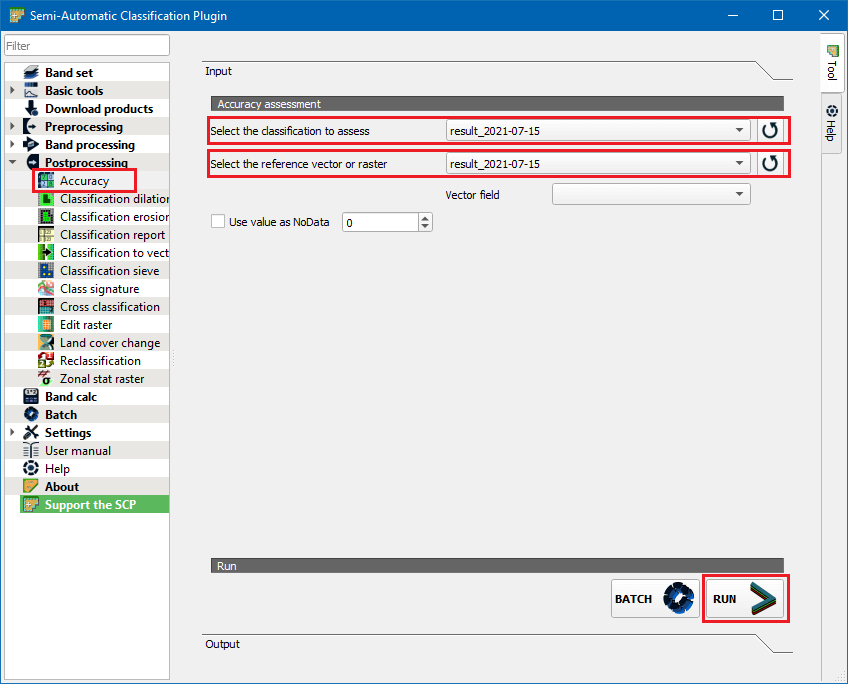 Semi-Automatic Classification Plugin
Filter
Band set
Basic tools
Download products
Preprocessing
Band processing
Postprocessing
Accuracy
Classification dilation
Classification erosion
Classification report
Classification to vect
Classification sieve
Class signature
Cross classification
Edit raster
Land cover change
Reclassification
Zonal stat raster
Band calc
Batch
Settings
User manual
Help
About
Support the SCP
Input
Accuracy assessment
Select the classification to assess result_2021-07-15
Select the reference vector or raster result_2021-07-15
Vector field
Use value as NoData 0
Run
BATCH RUN
Output
Tool
Help